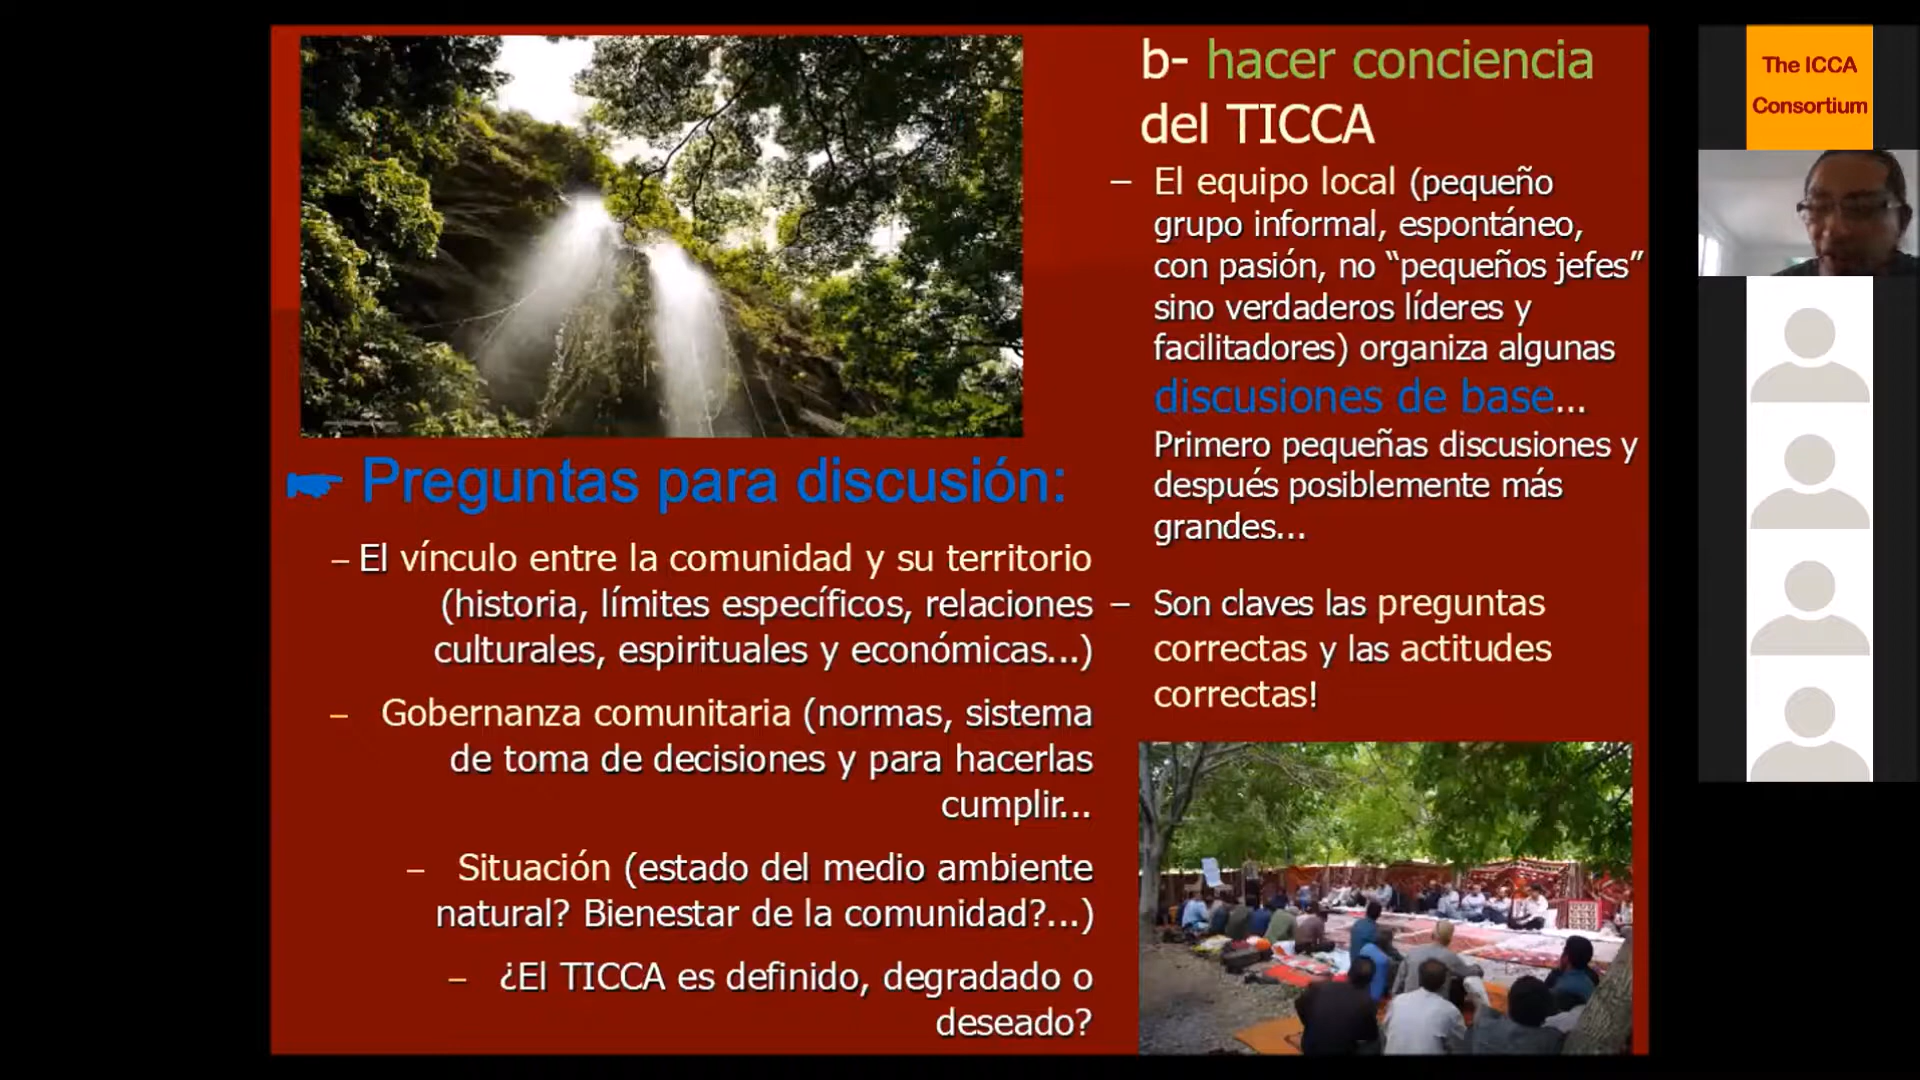 b- hacer conciencia
del TICCA
– El equipo local (pequeño
grupo informal, espontáneo,
con pasión, no “pequeños jefes”
sino verdaderos líderes y
facilitadores) organiza algunas
discusiones de base...
Primero pequeñas discusiones y
después posiblemente más
grandes...
– Son claves las preguntas
correctas y las actitudes
correctas!
☛ Preguntas para discusión:
– El vínculo entre la comunidad y su territorio
(historia, límites específicos, relaciones
culturales, espirituales y económicas...)
– Gobernanza comunitaria (normas, sistema
de toma de decisiones y para hacerlas
cumplir...
– Situación (estado del medio ambiente
natural? Bienestar de la comunidad?...)
– ¿El TICCA es definido, degradado o
deseado?
The ICCA
Consortium